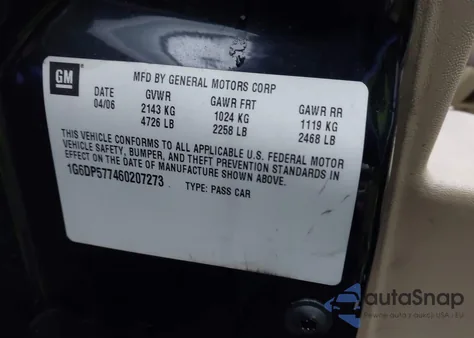 GM
MFD BY GENERAL MOTORS CORP
DATE GVWR GAWR FRT GAWR RR
04/06 2143 KG 1024 KG 1119 KG
4726 LB 2258 LB 2468 LB
THIS VEHICLE CONFORMS TO ALL APPLICABLE U.S. FEDERAL MOTOR
VEHICLE SAFETY, BUMPER, AND THEFT PREVENTION STANDARDS IN
EFFECT ON THE DATE OF MANUFACTURE SHOWN ABOVE.
1G6DP577460207273 TYPE: PASS CAR
autaSnap